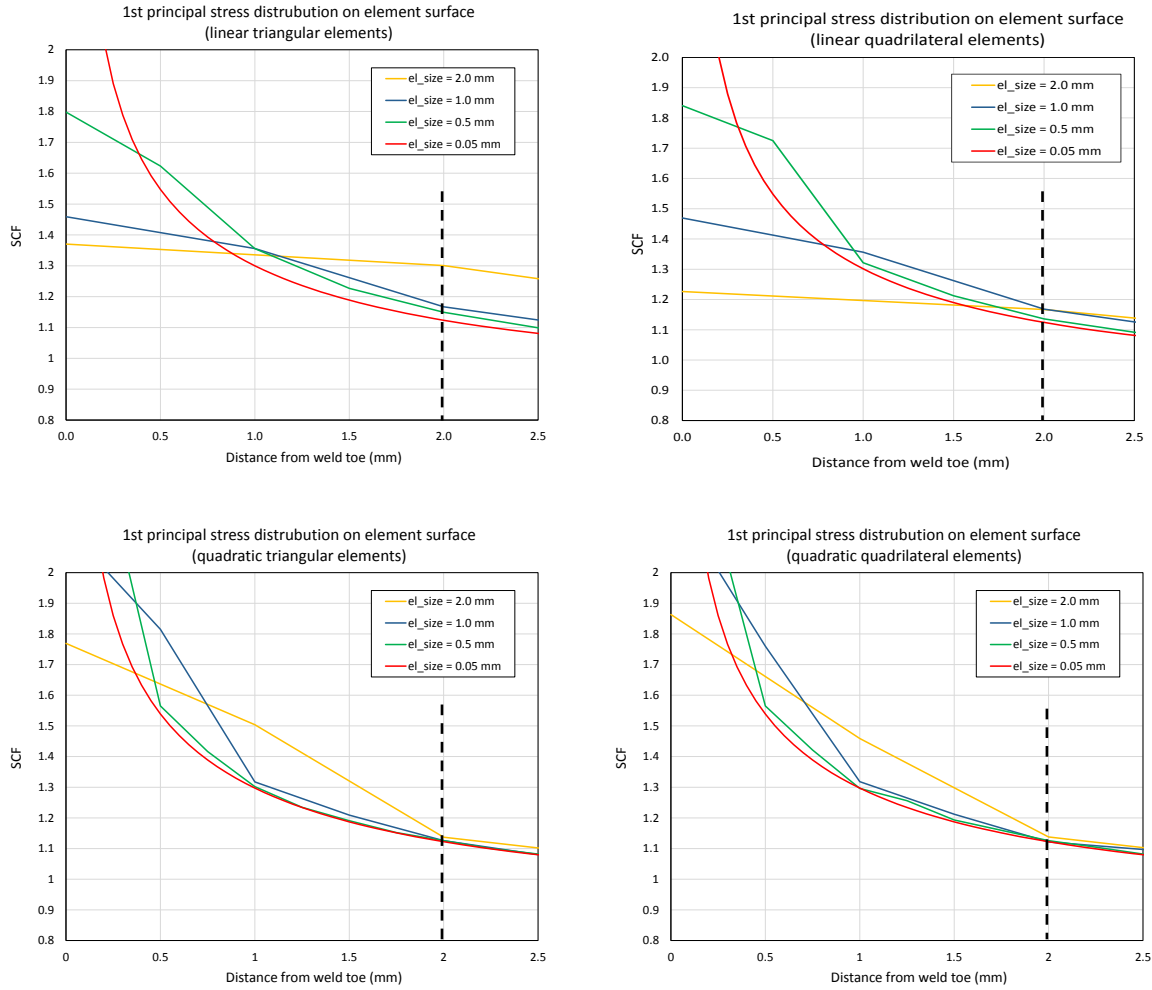 1st principal stress distrubution on element surface
(linear triangular elements)
2
1.9
1.8
1.7
1.6
1.5
1.4
1.3
1.2
1.1
1
0.9
0.8
SCF
el_size = 2.0 mm
el_size = 1.0 mm
el_size = 0.5 mm
el_size = 0.05 mm
0.0 0.5 1.0 1.5 2.0 2.5
Distance from weld toe (mm)
1st principal stress distribution on element surface
(linear quadrilateral elements)
2.0
1.9
1.8
1.7
1.6
1.5
1.4
1.3
1.2
1.1
1.0
0.9
0.8
SCF
el_size = 2.0 mm
el_size = 1.0 mm
el_size = 0.5 mm
el_size = 0.05 mm
0.0 0.5 1.0 1.5 2.0 2.5
Distance from weld toe (mm)
1st principal stress distrubution on element surface
(quadratic triangular elements)
2
1.9
1.8
1.7
1.6
1.5
1.4
1.3
1.2
1.1
1
0.9
0.8
SCF
el_size = 2.0 mm
el_size = 1.0 mm
el_size = 0.5 mm
el_size = 0.05 mm
0 0.5 1 1.5 2 2.5
Distance from weld toe (mm)
1st principal stress distrubution on element surface
(quadratic quadrilateral elements)
2
1.9
1.8
1.7
1.6
1.5
1.4
1.3
1.2
1.1
1
0.9
0.8
SCF
el_size = 2.0 mm
el_size = 1.0 mm
el_size = 0.5 mm
el_size = 0.05 mm
0 0.5 1 1.5 2 2.5
Distance from weld toe (mm)